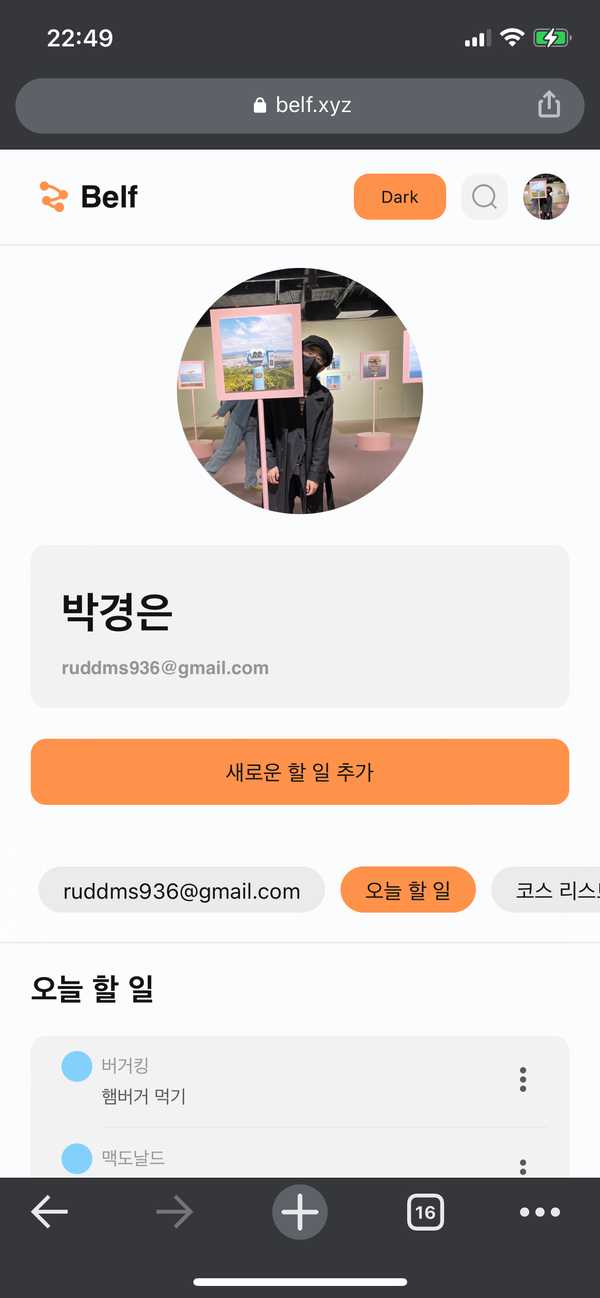 22:49
belf.xyz
Belf
Dark
박경은
ruddms936@gmail.com
새로운 할 일 추가
ruddms936@gmail.com
오늘 할 일
코스 리스트
오늘 할 일
버거킹
햄버거 먹기
맥도날드
16